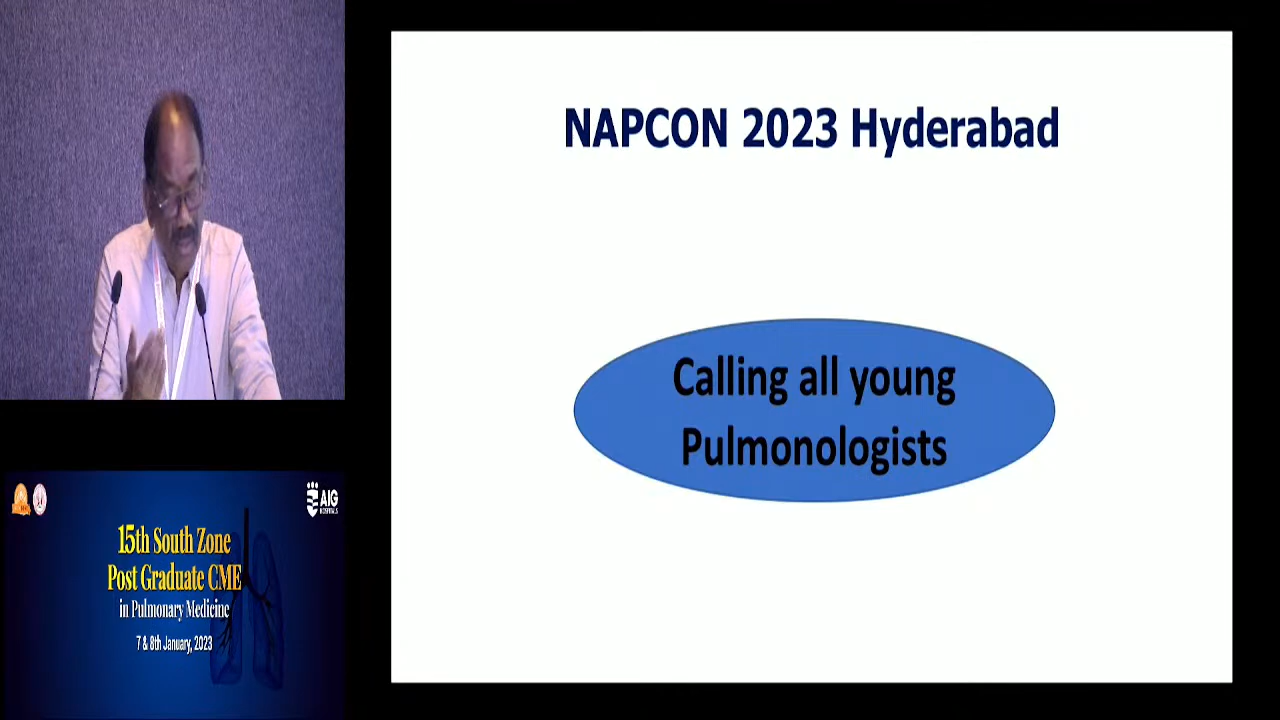 NAPCON 2023 Hyderabad
Calling all young
Pulmonologists
AIG
HOSPITALS
15th South Zone
Post Graduate CME
in Pulmonary Medicine
7 & 8th January, 2023